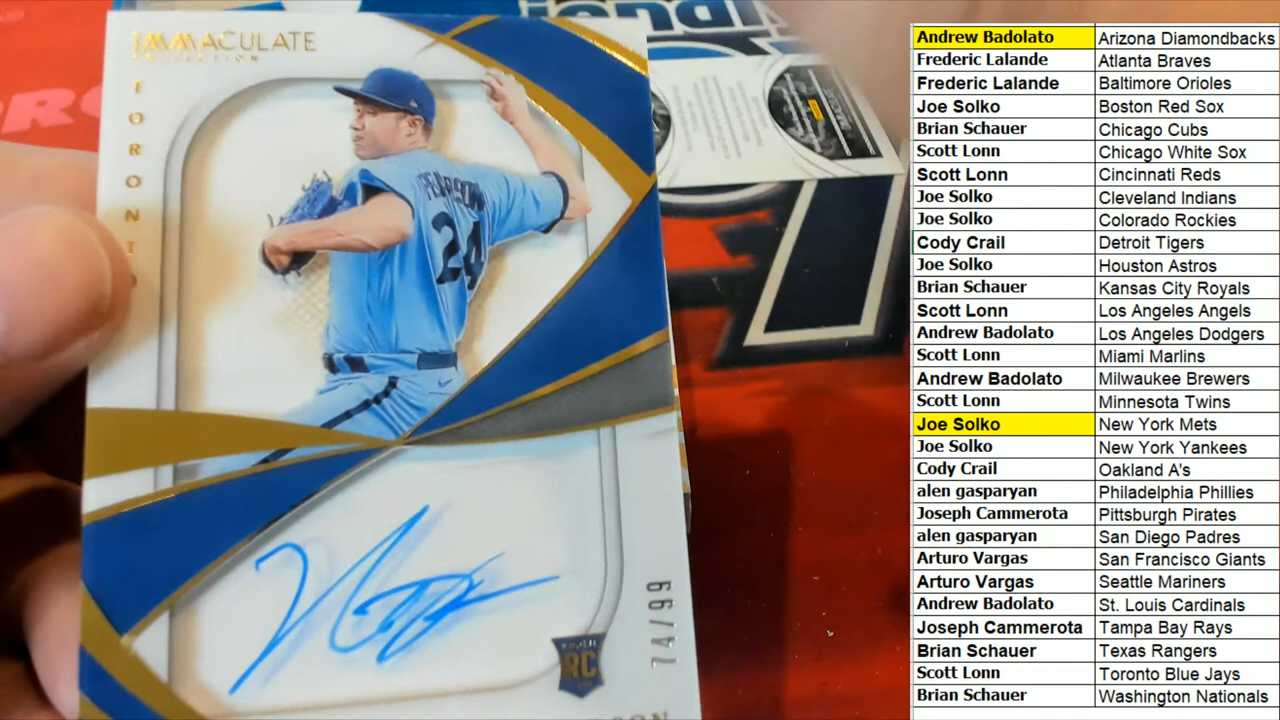 IMMACULATE
COLLECTION
TORONTO
PEARSON
24
74/99
RC
Andrew Badolato Arizona Diamondbacks
Frederic Lalande Atlanta Braves
Frederic Lalande Baltimore Orioles
Joe Solko Boston Red Sox
Brian Schauer Chicago Cubs
Scott Lonn Chicago White Sox
Scott Lonn Cincinnati Reds
Joe Solko Cleveland Indians
Joe Solko Colorado Rockies
Cody Crail Detroit Tigers
Joe Solko Houston Astros
Brian Schauer Kansas City Royals
Scott Lonn Los Angeles Angels
Andrew Badolato Los Angeles Dodgers
Scott Lonn Miami Marlins
Andrew Badolato Milwaukee Brewers
Scott Lonn Minnesota Twins
Joe Solko New York Mets
Joe Solko New York Yankees
Cody Crail Oakland A's
alen gasparyan Philadelphia Phillies
Joseph Cammerota Pittsburgh Pirates
alen gasparyan San Diego Padres
Arturo Vargas San Francisco Giants
Arturo Vargas Seattle Mariners
Andrew Badolato St. Louis Cardinals
Joseph Cammerota Tampa Bay Rays
Brian Schauer Texas Rangers
Scott Lonn Toronto Blue Jays
Brian Schauer Washington Nationals